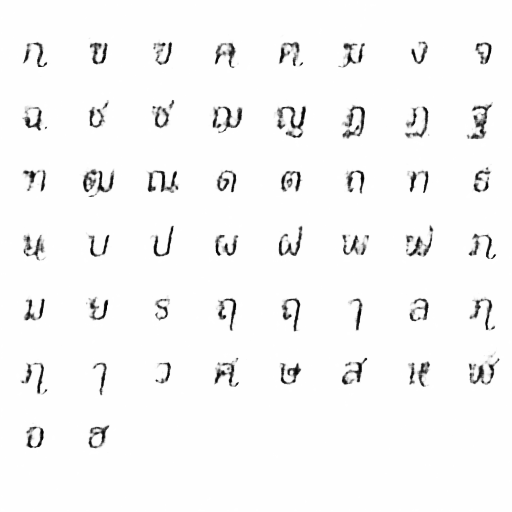 ก ข ฃ ค ฅ ฆ ง จ
ฉ ช ซ ฌ ญ ฎ ฏ ฐ
ฑ ฒ ณ ด ต ถ ท ธ
น บ ป ผ ฝ พ ฟ ภ
ม ย ร ฤ ฤ ๅ ล ฦ
ฦ ๅ ว ศ ษ ส ห ฬ
อ ฮ